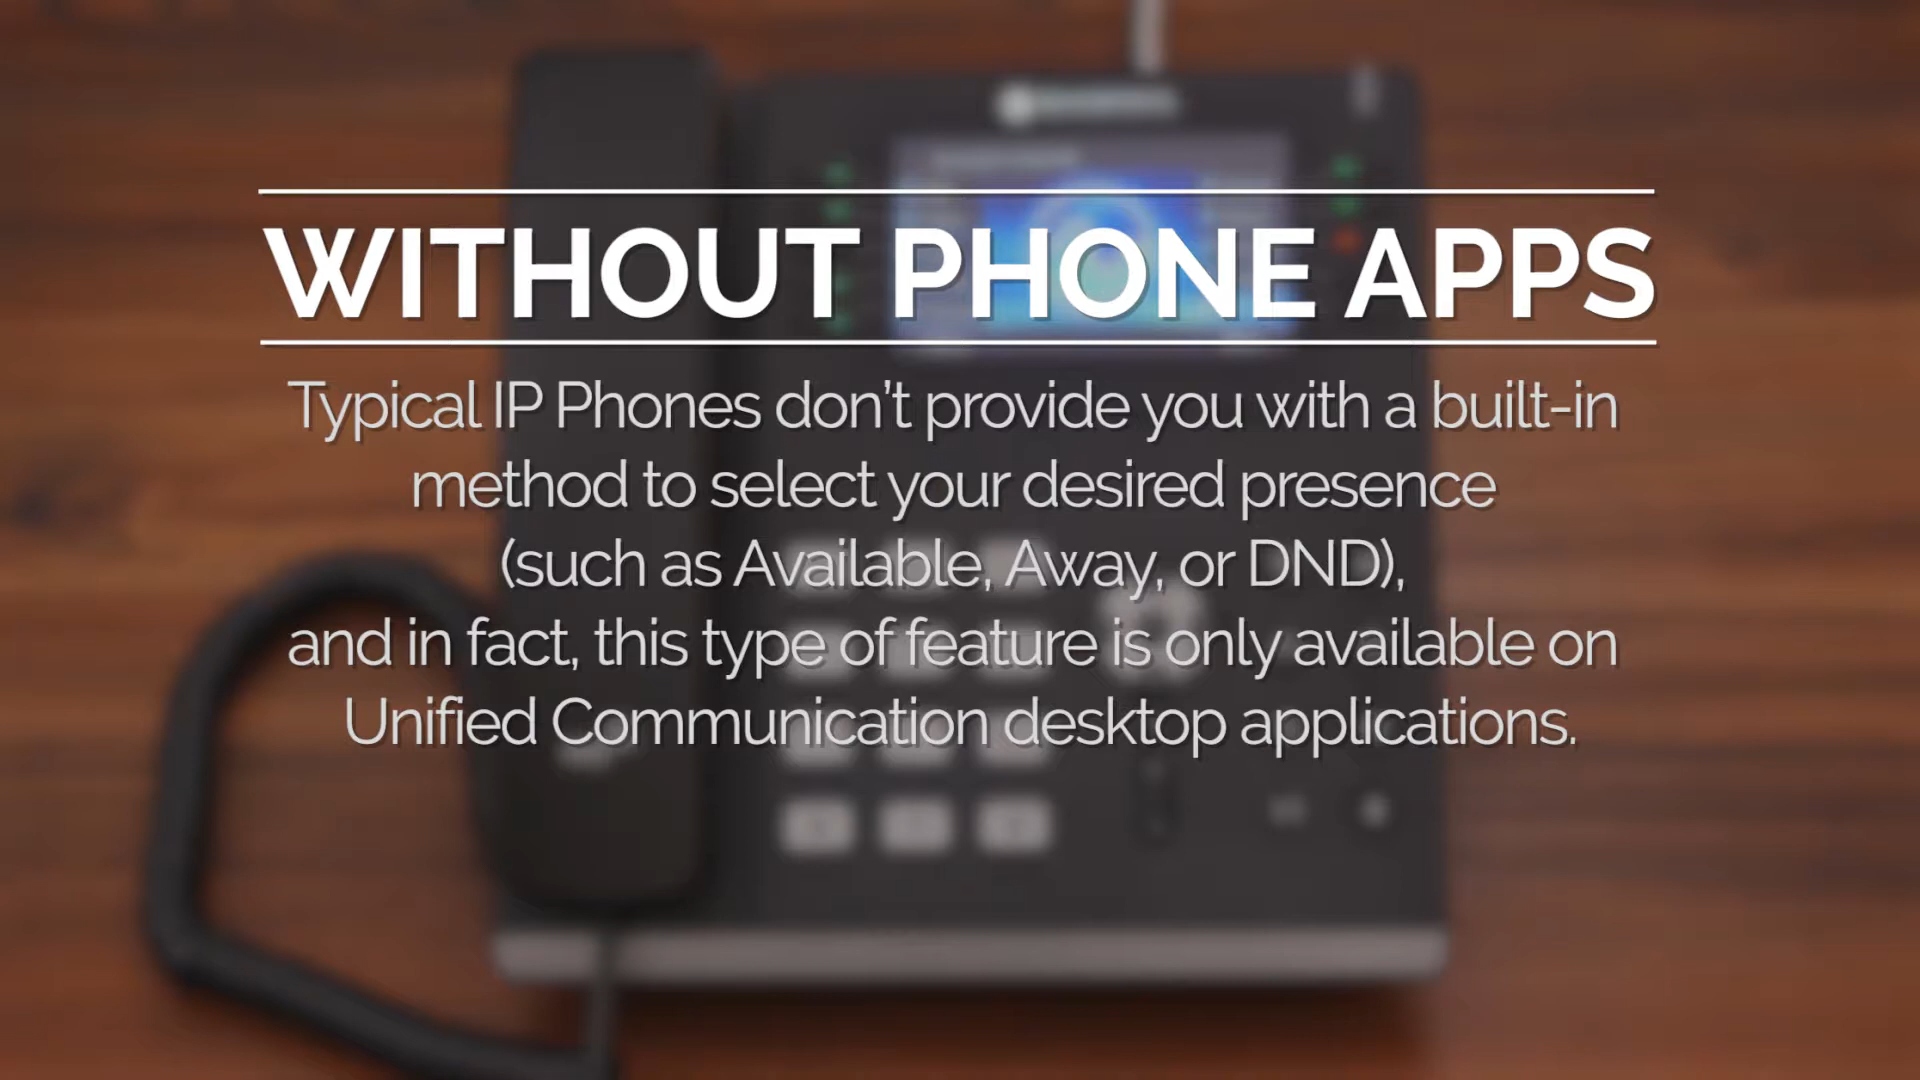 WITHOUT PHONE APPS
Typical IP Phones don't provide you with a built-in
method to select your desired presence
(such as Available, Away, or DND),
and in fact, this type of feature is only available on
Unified Communication desktop applications.